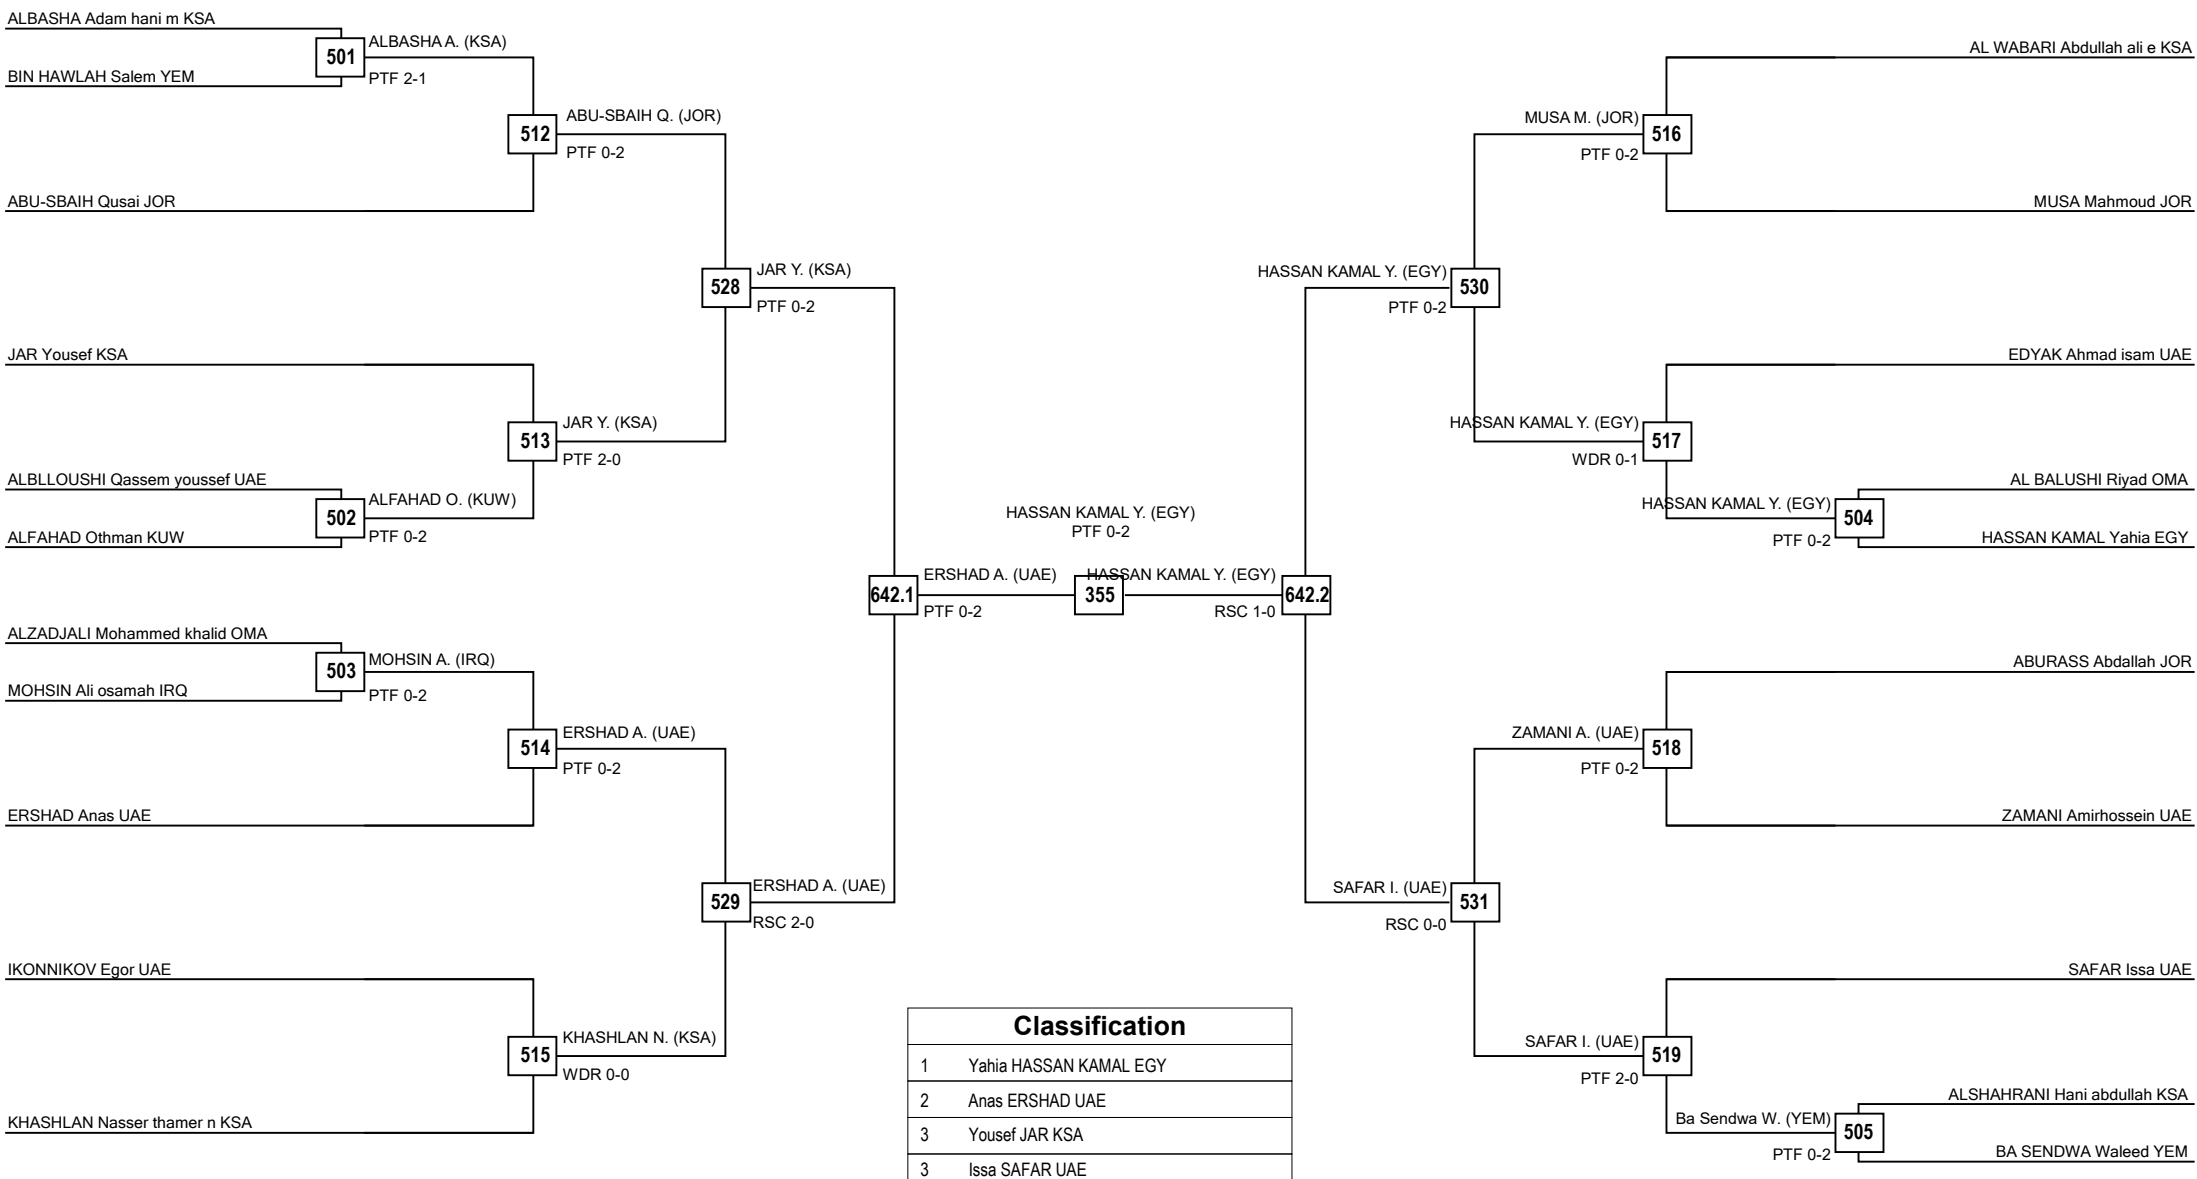 ALBASHA Adam hani m KSA
501
ALBASHA A. (KSA)
PTF 2-1
BIN HAWLAH Salem YEM
512
ABU-SBAIH Q. (JOR)
PTF 0-2
ABU-SBAIH Qusai JOR
528
JAR Y. (KSA)
PTF 0-2
JAR Yousef KSA
513
JAR Y. (KSA)
PTF 2-0
ALBLLOUSHI Qassem youssef UAE
502
ALFAHAD O. (KUW)
PTF 0-2
ALFAHAD Othman KUW
642.1
ERSHAD A. (UAE)
PTF 0-2
ALZADJALI Mohammed khalid OMA
503
MOHSIN A. (IRQ)
PTF 0-2
MOHSIN Ali osamah IRQ
514
ERSHAD A. (UAE)
PTF 0-2
ERSHAD Anas UAE
529
ERSHAD A. (UAE)
RSC 2-0
IKONNIKOV Egor UAE
515
KHASHLAN N. (KSA)
WDR 0-0
KHASHLAN Nasser thamer n KSA
HASSAN KAMAL Y. (EGY)
PTF 0-2
355
AL WABARI Abdullah ali e KSA
MUSA M. (JOR)
516
PTF 0-2
MUSA Mahmoud JOR
HASSAN KAMAL Y. (EGY)
530
PTF 0-2
EDYAK Ahmad isam UAE
HASSAN KAMAL Y. (EGY)
517
WDR 0-1
AL BALUSHI Riyad OMA
HASSAN KAMAL Y. (EGY)
504
PTF 0-2
HASSAN KAMAL Yahia EGY
HASSAN KAMAL Y. (EGY)
642.2
RSC 1-0
ABURASS Abdallah JOR
ZAMANI A. (UAE)
518
PTF 0-2
ZAMANI Amirhossein UAE
SAFAR I. (UAE)
531
RSC 0-0
SAFAR Issa UAE
SAFAR I. (UAE)
519
PTF 2-0
ALSHAHRANI Hani abdullah KSA
Ba Sendwa W. (YEM)
505
PTF 0-2
BA SENDWA Waleed YEM
Classification
1 Yahia HASSAN KAMAL EGY
2 Anas ERSHAD UAE
3 Yousef JAR KSA
3 Issa SAFAR UAE